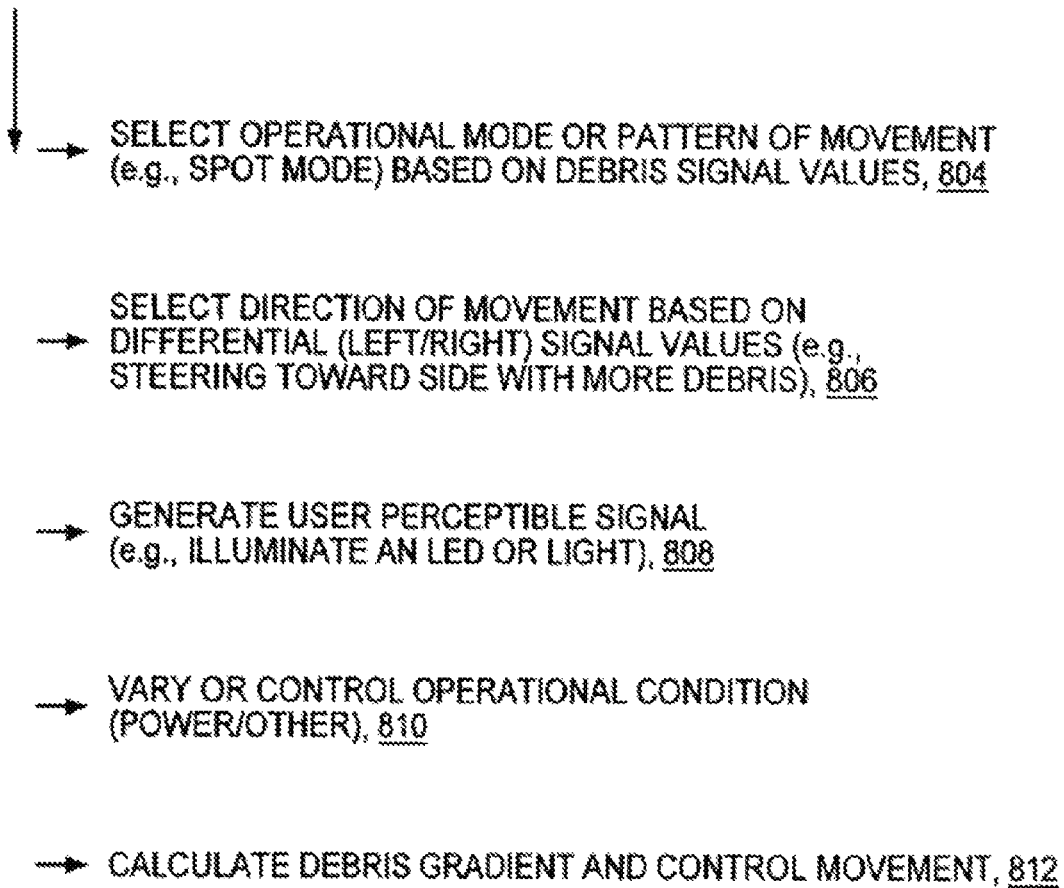 SELECT OPERATIONAL MODE OR PATTERN OF MOVEMENT
(e.g., SPOT MODE) BASED ON DEBRIS SIGNAL VALUES, 804
SELECT DIRECTION OF MOVEMENT BASED ON
DIFFERENTIAL (LEFT/RIGHT) SIGNAL VALUES (e.g.,
STEERING TOWARD SIDE WITH MORE DEBRIS), 806
GENERATE USER PERCEPTIBLE SIGNAL
(e.g., ILLUMINATE AN LED OR LIGHT), 808
VARY OR CONTROL OPERATIONAL CONDITION
(POWER/OTHER), 810
CALCULATE DEBRIS GRADIENT AND CONTROL MOVEMENT, 812